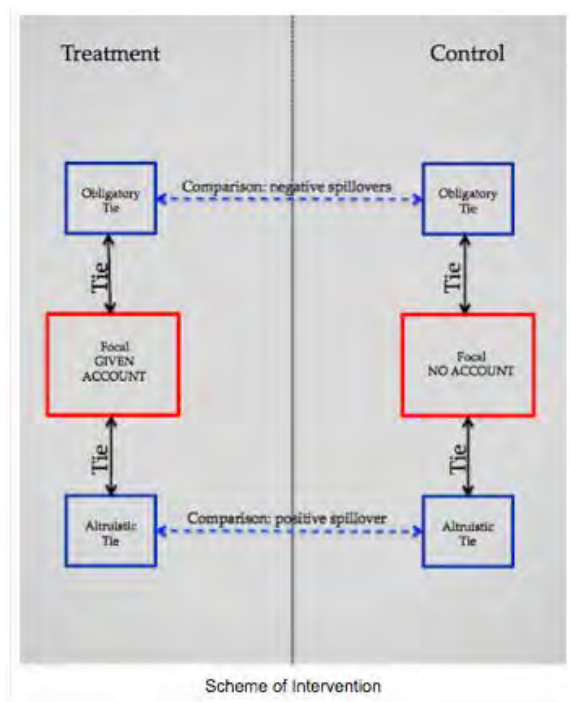 Treatment
Control
Obligatory
Tie
Comparison: negative spillovers
Obligatory
Tie
Tie
Tie
Focal
GIVEN
ACCOUNT
Focal
NO ACCOUNT
Tie
Tie
Altruistic
Tie
Comparison: positive spillover
Altruistic
Tie
Scheme of Intervention